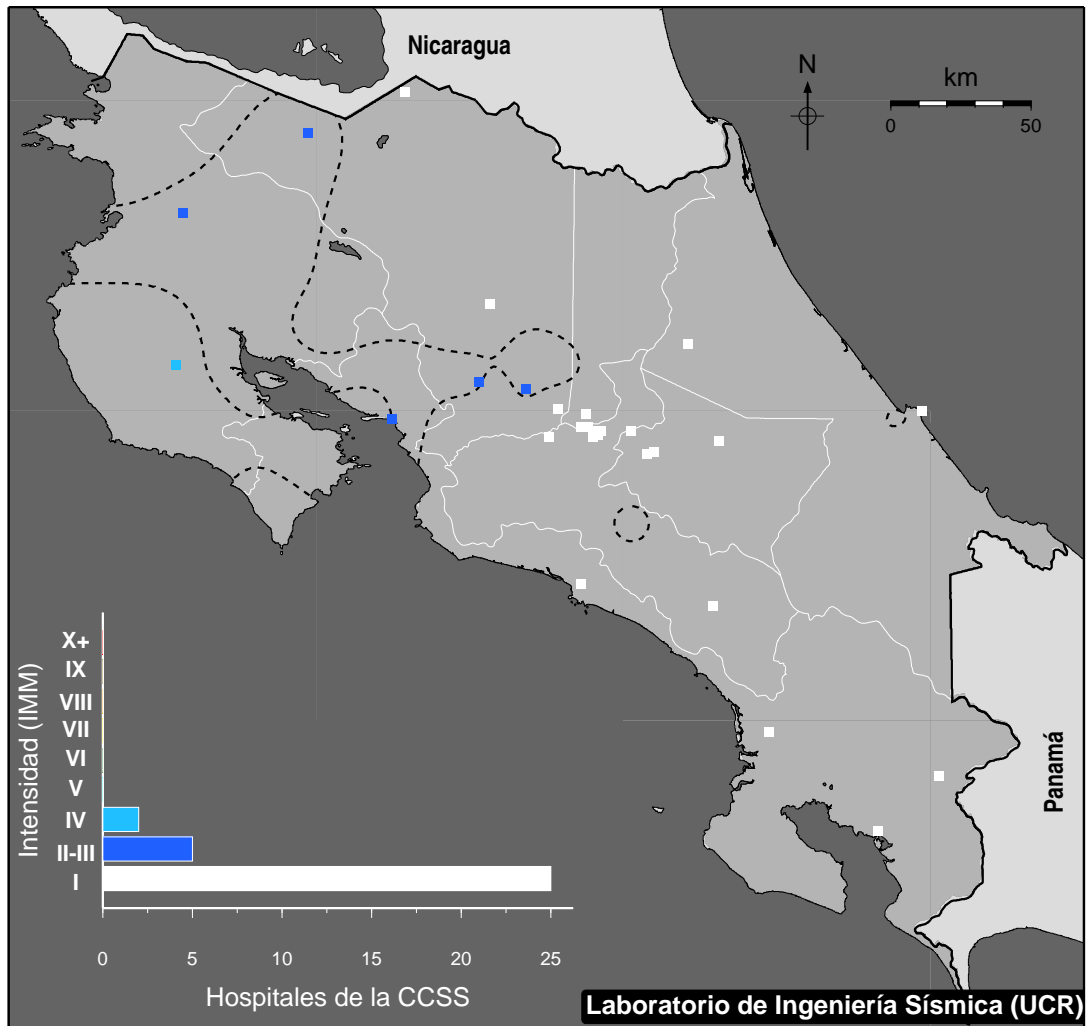 Nicaragua
N
km
0 50
Panamá
Intensidad (IMM)
X+
IX
VIII
VII
VI
V
IV
II-III
I
0 5 10 15 20 25
Hospitales de la CCSS
Laboratorio de Ingeniería Sísmica (UCR)